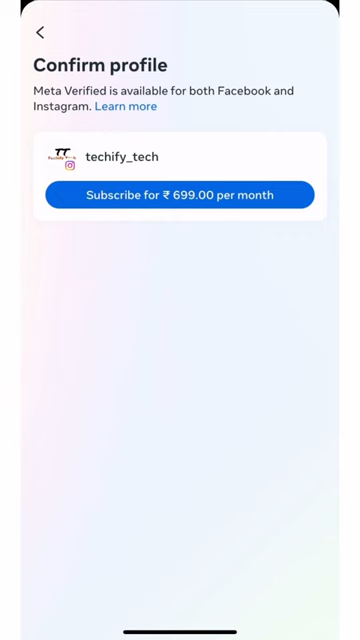 Confirm profile
Meta Verified is available for both Facebook and
Instagram. Learn more
TT
techify_tech
Subscribe for ₹ 699.00 per month